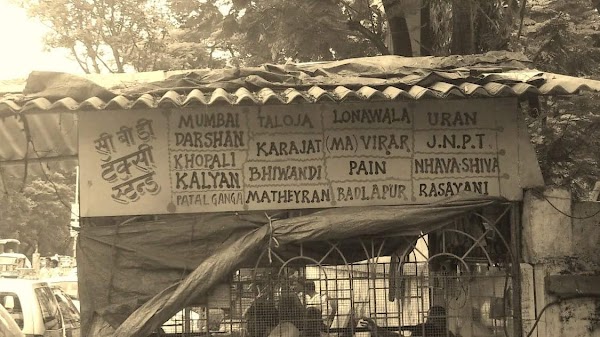 सी बी डी
टॅक्सी
स्टॅन्ड
MUMBAI
DARSHAN
KHOPALI
KALYAN
PATAL GANGA
TALOJA
KARAJAT
BHIWANDI
MATHEYRAN
LONAWALA
(MA) VIRAR
PAIN
BADLAPUR
URAN
J.N.P.T
NHAVA-SHIVA
RASAYANI